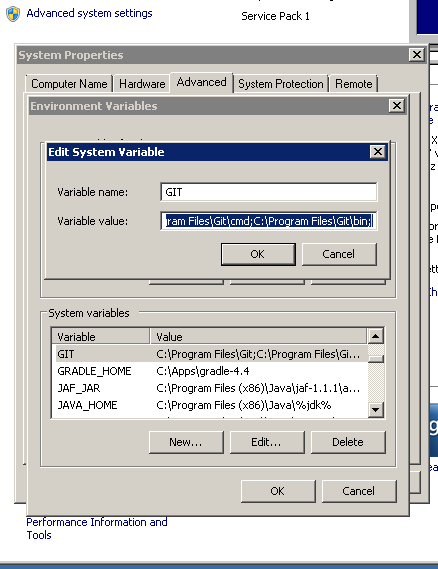 Advanced system settings
Service Pack 1
System Properties
Computer Name Hardware Advanced System Protection Remote
Environment Variables
Edit System Variable
Variable name: GIT
Variable value: ram Files\Git\cmd;C:\Program Files\Git\bin;
OK Cancel
System variables
Variable Value
GIT C:\Program Files\Git;C:\Program Files\Gi...
GRADLE_HOME C:\Apps\gradle-4.4
JAF_JAR C:\Program Files (x86)\Java\jaf-1.1.1\a...
JAVA_HOME C:\Program Files (x86)\Java\%jdk%
New... Edit... Delete
OK Cancel
Performance Information and
Tools